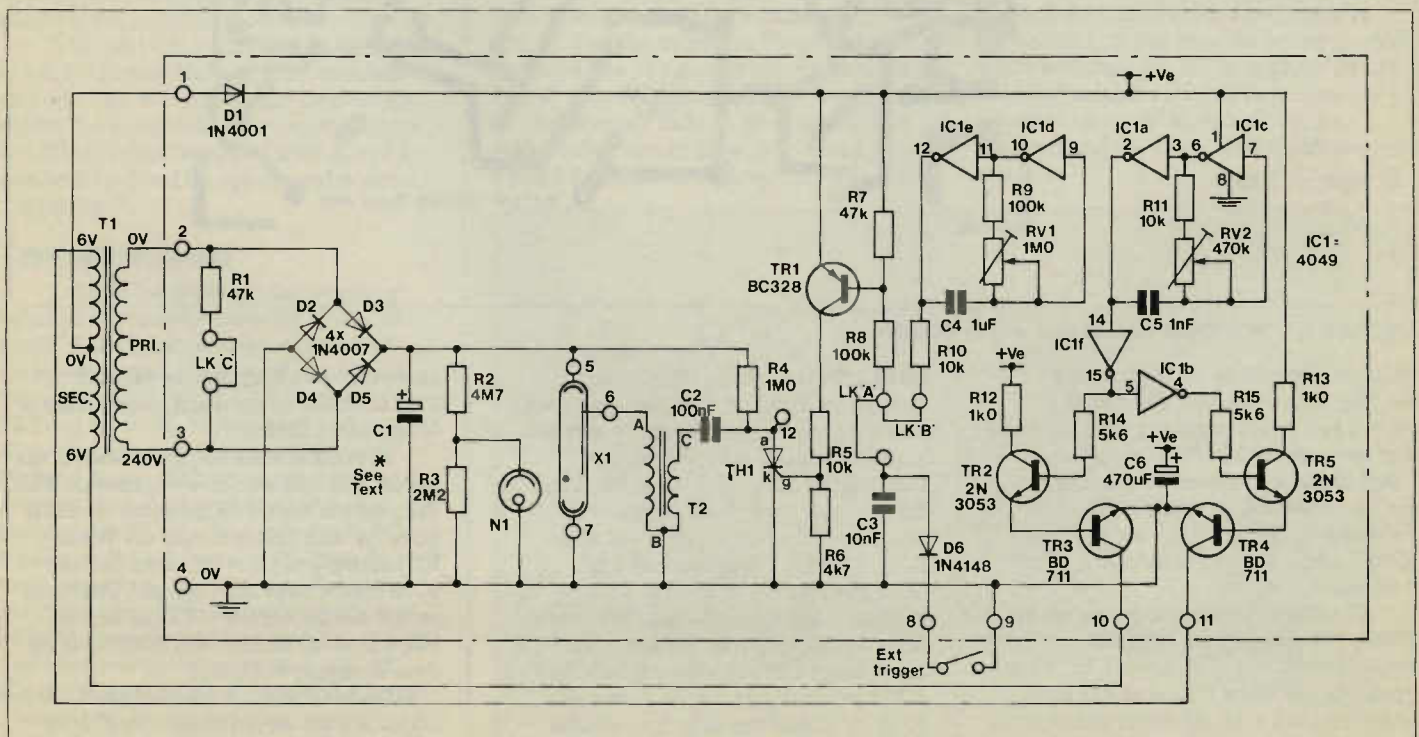 1
D1
1N4001
+Ve
IC1e
12
11
IC1d
10
9
IC1a
2
3
6
1
IC1c
7
8
R7
47k
R9
100k
R11
10k
RV1
1M0
RV2
470k
IC1 =
4049
T1
6V
0V
2
R1
47k
LK 'C'
D2
D3
4X
1N4007
D4
D5
0V
PRI.
SEC
6V
240V
3
TR1
BC328
C4 1uF
C5 1nF
R8
100k
R10
10k
14
IC1f
15
IC1b
5
4
+Ve
R12
1k0
R13
1k0
R14
5k6
R15
5k6
LK 'A'
LK 'B'
R2
4M7
5
R4
1M0
C1
*
See
Text
6
A
C2
100nF
C
12
a
k
g
TH1
R5
10k
X1
R3
2M2
N1
7
T2
B
R6
4k7
C3
10nF
D6
1N4148
+Ve
+
C6
470uF
TR2
2N
3053
TR5
2N
3053
TR3
BD
711
TR4
BD
711
4
0V
8
9
10
11
Ext
trigger